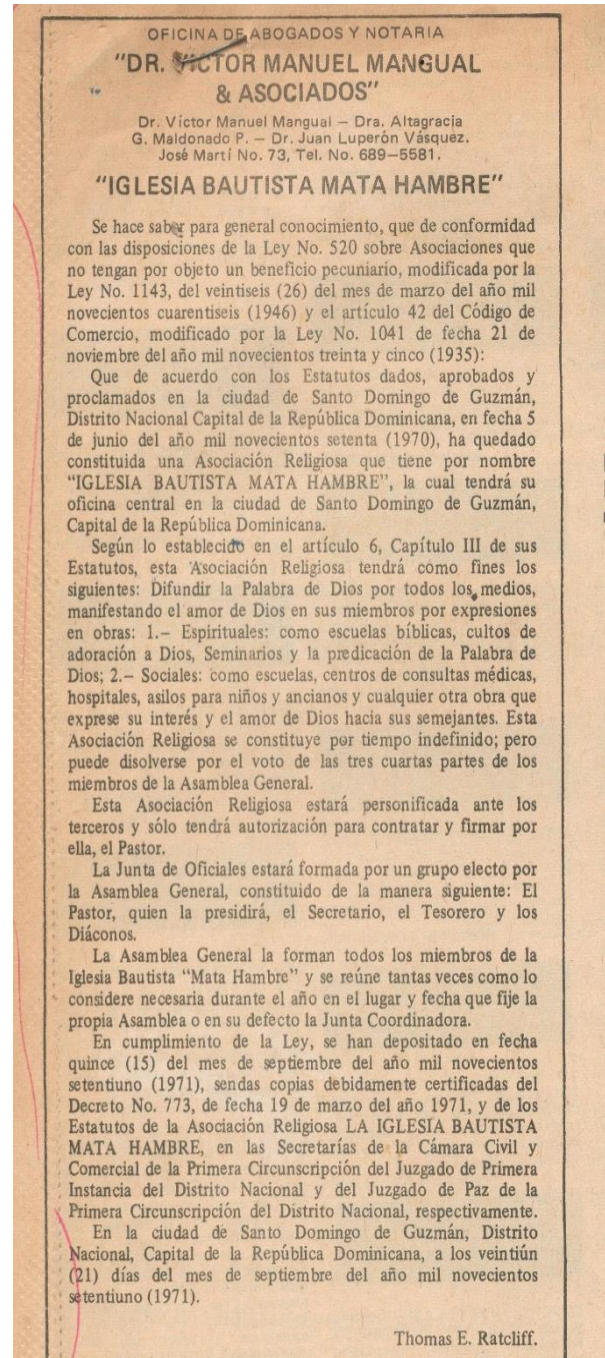 OFICINA DE ABOGADOS Y NOTARIA
"DR. VICTOR MANUEL MANGUAL
& ASOCIADOS"
Dr. Víctor Manuel Mangual — Dra. Altagracia
G. Maldonado P. — Dr. Juan Luperón Vásquez.
José Martí No. 73, Tel. No. 689—5581.
"IGLESIA BAUTISTA MATA HAMBRE"
Se hace saber para general conocimiento, que de conformidad
con las disposiciones de la Ley No. 520 sobre Asociaciones que
no tengan por objeto un beneficio pecuniario, modificada por la
Ley No. 1143, del veintiseis (26) del mes de marzo del año mil
novecientos cuarentiseis (1946) y el artículo 42 del Código de
Comercio, modificado por la Ley No. 1041 de fecha 21 de
noviembre del año mil novecientos treinta y cinco (1935):
Que de acuerdo con los Estatutos dados, aprobados y
proclamados en la ciudad de Santo Domingo de Guzmán,
Distrito Nacional Capital de la República Dominicana, en fecha 5
de junio del año mil novecientos setenta (1970), ha quedado
constituida una Asociación Religiosa que tiene por nombre
"IGLESIA BAUTISTA MATA HAMBRE", la cual tendrá su
oficina central en la ciudad de Santo Domingo de Guzmán,
Capital de la República Dominicana.
Según lo establecido en el artículo 6, Capítulo III de sus
Estatutos, esta Asociación Religiosa tendrá como fines los
siguientes: Difundir la Palabra de Dios por todos los medios,
manifestando el amor de Dios en sus miembros por expresiones
en obras: 1.— Espirituales: como escuelas bíblicas, cultos de
adoración a Dios, Seminarios y la predicación de la Palabra de
Dios; 2.— Sociales: como escuelas, centros de consultas médicas,
hospitales, asilos para niños y ancianos y cualquier otra obra que
exprese su interés y el amor de Dios hacia sus semejantes. Esta
Asociación Religiosa se constituye por tiempo indefinido; pero
puede disolverse por el voto de las tres cuartas partes de los
miembros de la Asamblea General.
Esta Asociación Religiosa estará personificada ante los
terceros y sólo tendrá autorización para contratar y firmar por
ella, el Pastor.
La Junta de Oficiales estará formada por un grupo electo por
la Asamblea General, constituido de la manera siguiente: El
Pastor, quien la presidirá, el Secretario, el Tesorero y los
Diáconos.
La Asamblea General la forman todos los miembros de la
Iglesia Bautista "Mata Hambre" y se reúne tantas veces como lo
considere necesaria durante el año en el lugar y fecha que fije la
propia Asamblea o en su defecto la Junta Coordinadora.
En cumplimiento de la Ley, se han depositado en fecha
quince (15) del mes de septiembre del año mil novecientos
setentiuno (1971), sendas copias debidamente certificadas del
Decreto No. 773, de fecha 19 de marzo del año 1971, y de los
Estatutos de la Asociación Religiosa LA IGLESIA BAUTISTA
MATA HAMBRE, en las Secretarías de la Cámara Civil y
Comercial de la Primera Circunscripción del Juzgado de Primera
Instancia del Distrito Nacional y del Juzgado de Paz de la
Primera Circunscripción del Distrito Nacional, respectivamente.
En la ciudad de Santo Domingo de Guzmán, Distrito
Nacional, Capital de la República Dominicana, a los veintiún
(21) días del mes de septiembre del año mil novecientos
setentiuno (1971).
Thomas E. Ratcliff.